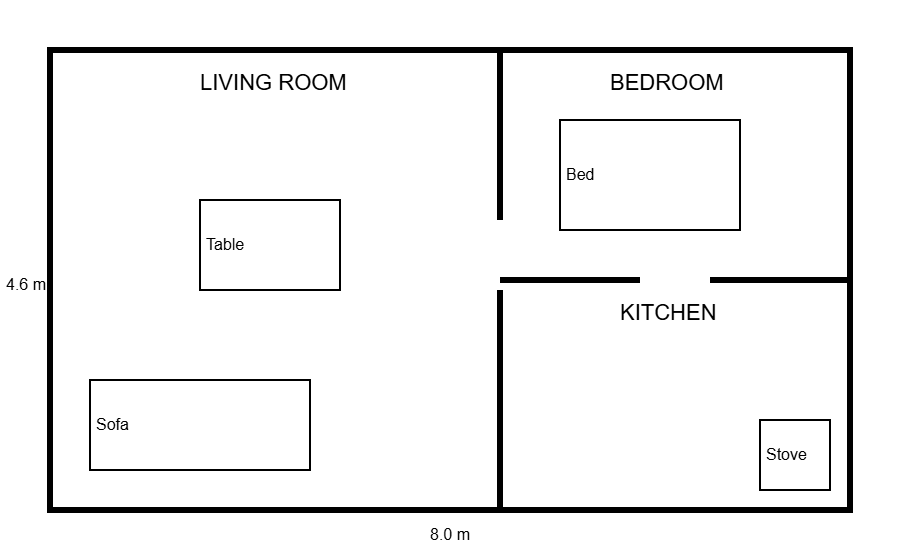 LIVING ROOM
BEDROOM
Bed
Table
4.6 m
KITCHEN
Sofa
Stove
8.0 m